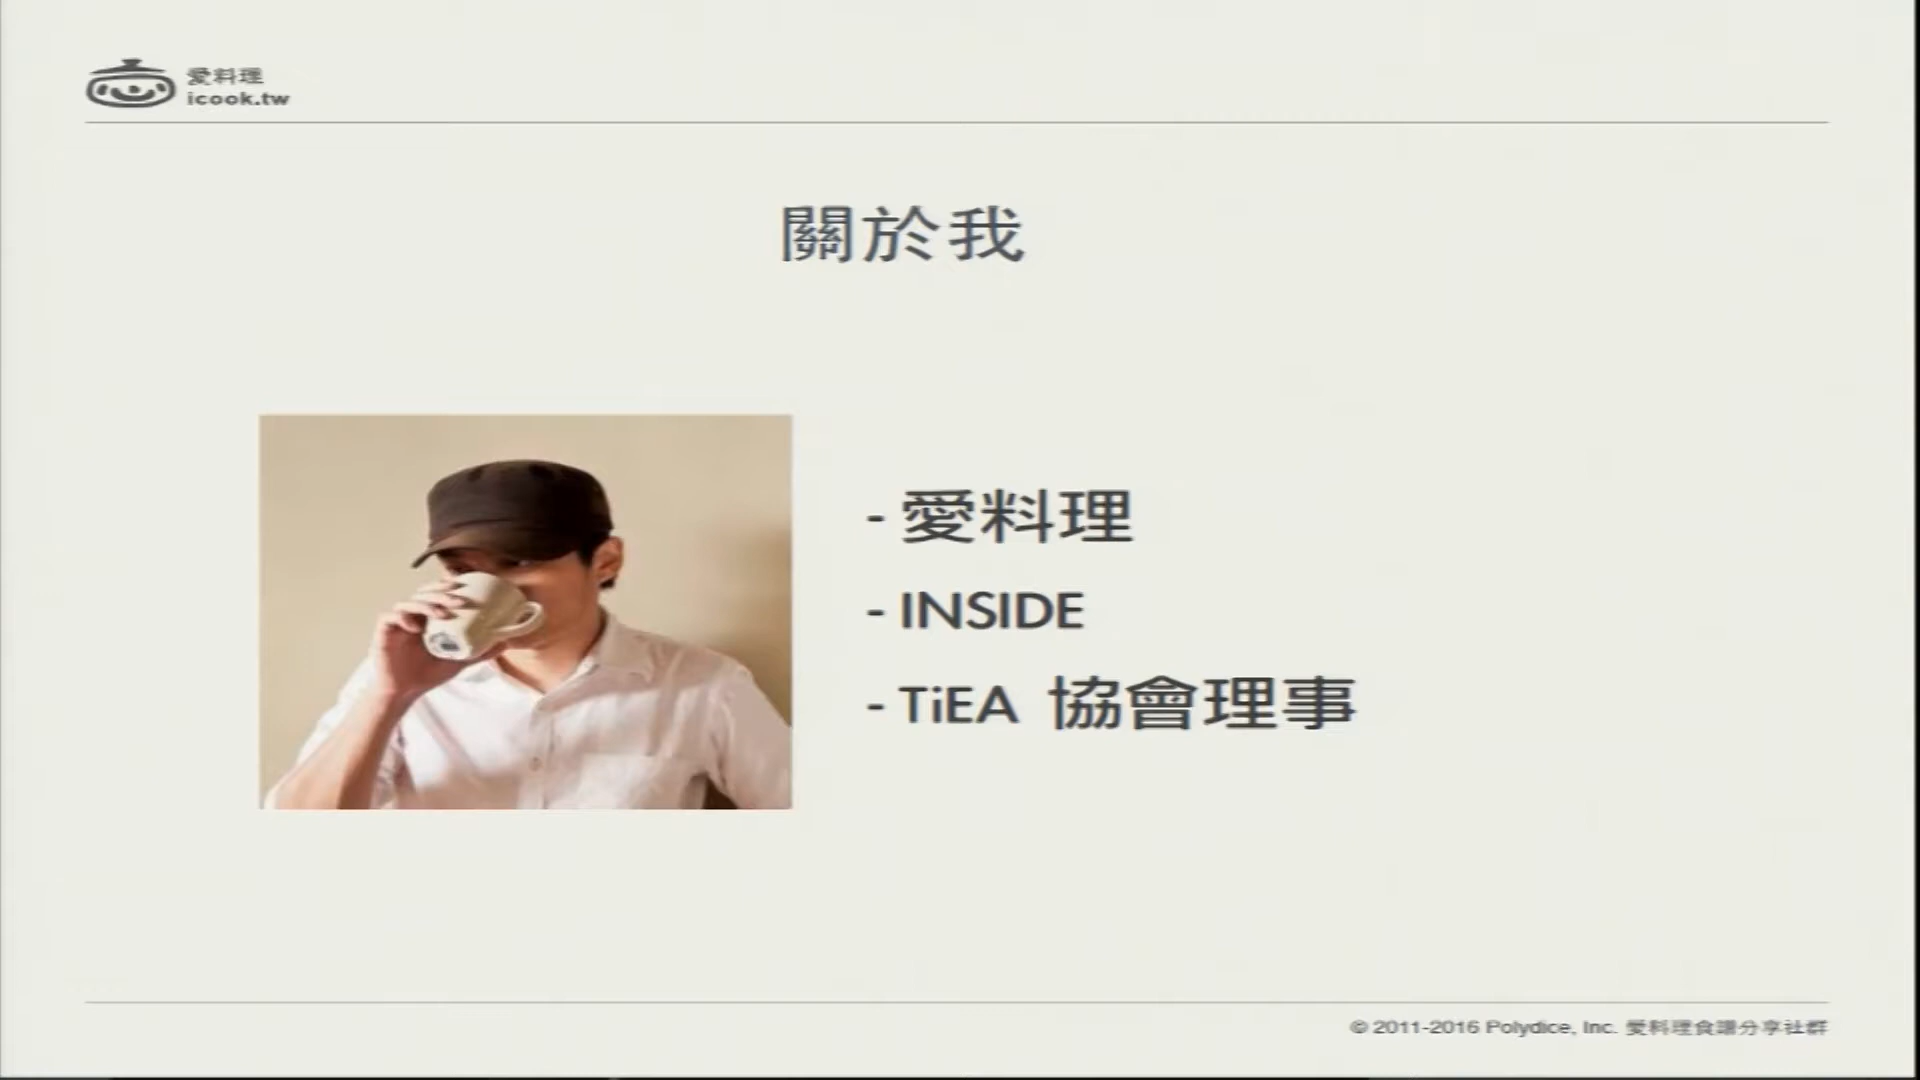 愛料理
icook.tw
關於我
- 愛料理
- INSIDE
- TiEA 協會理事
© 2011-2016 Polydice, Inc. 愛料理食譜分享社群